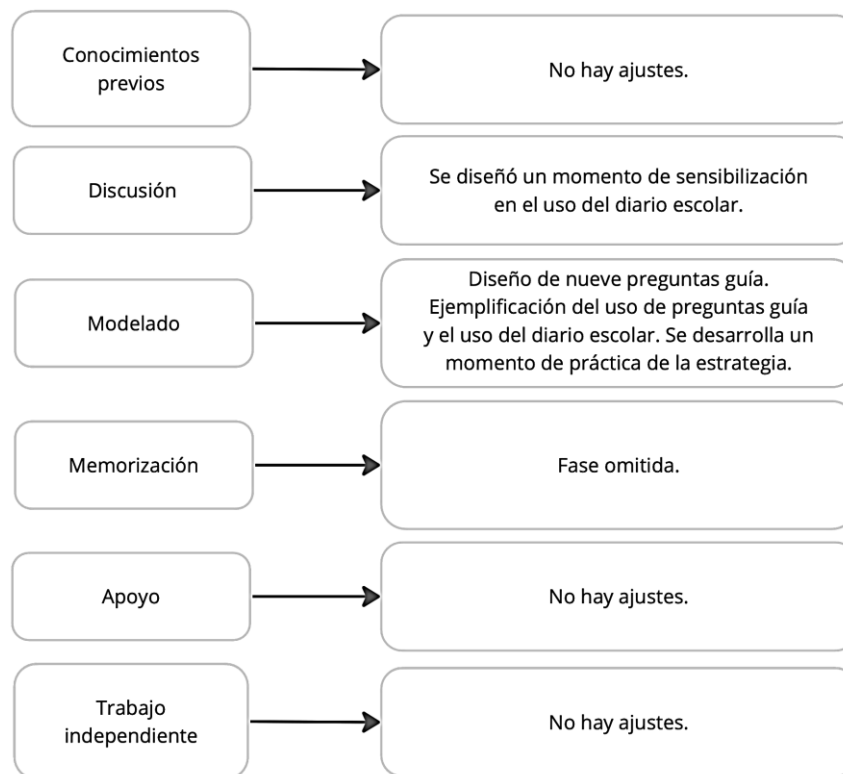 Conocimientos
previos
No hay ajustes.
Discusión
Se diseñó un momento de sensibilización
en el uso del diario escolar.
Modelado
Diseño de nueve preguntas guía.
Ejemplificación del uso de preguntas guía
y el uso del diario escolar. Se desarrolla un
momento de práctica de la estrategia.
Memorización
Fase omitida.
Apoyo
No hay ajustes.
Trabajo
independiente
No hay ajustes.